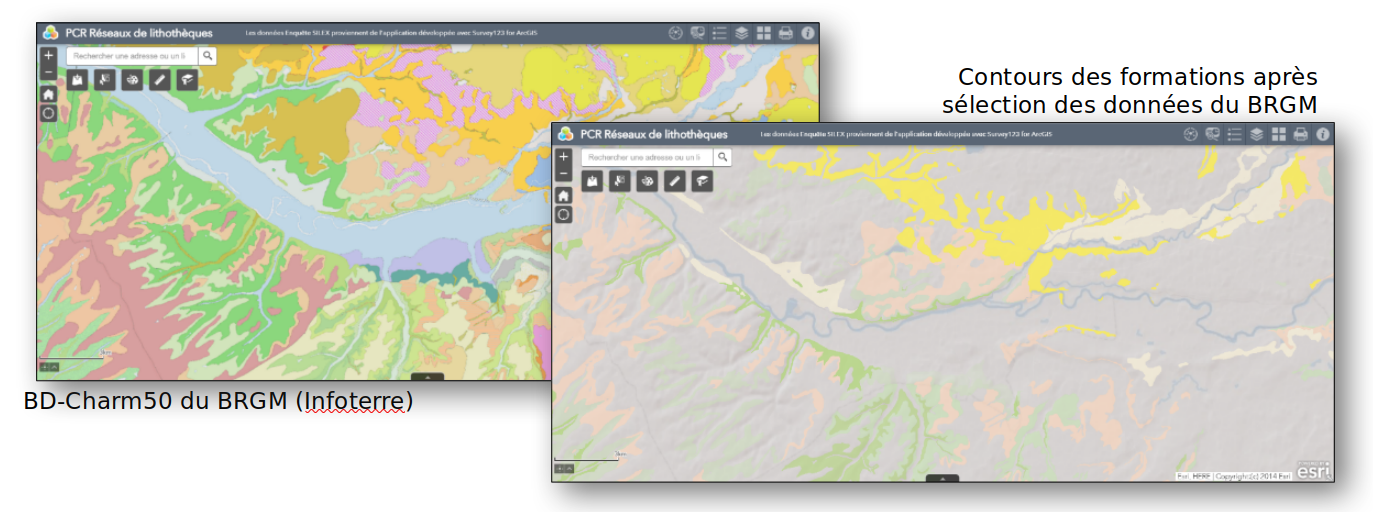 PCR Réseaux de lithothèques
Les données Enquête SILEX proviennent de l'application développée avec Survey123 for ArcGIS
Rechercher une adresse ou un li
Contours des formations après
sélection des données du BRGM
PCR Réseaux de lithothèques
Les données Enquête SILEX proviennent de l'application développée avec Survey123 for ArcGIS
Rechercher une adresse ou un li
BD-Charm50 du BRGM (Infoterre)
Esri, HERE | Copyright:(c) 2014 Esri
esri